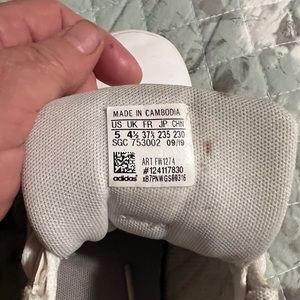 MADE IN CAMBODIA
US UK FR JP CHN
5 4½ 37⅓ 235 230
SGC 753002 09/19
ART FW1274
#124117830
adidas xB7PNWGS00316